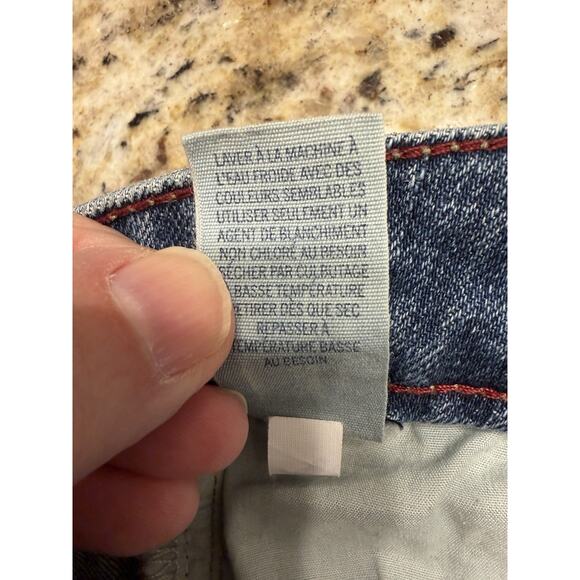 LAVER À LA MACHINE À
L'EAU FROIDE AVEC DES
COULEURS SEMBLABLES
UTILISER SEULEMENT UN
AGENT DE BLANCHIMENT
NON CHLORÉ AU BESOIN
SÉCHER PAR CULBUTAGE
BASSE TEMPÉRATURE
RETIRER DÈS QUE SEC
REPASSER À
TEMPÉRATURE BASSE
AU BESOIN